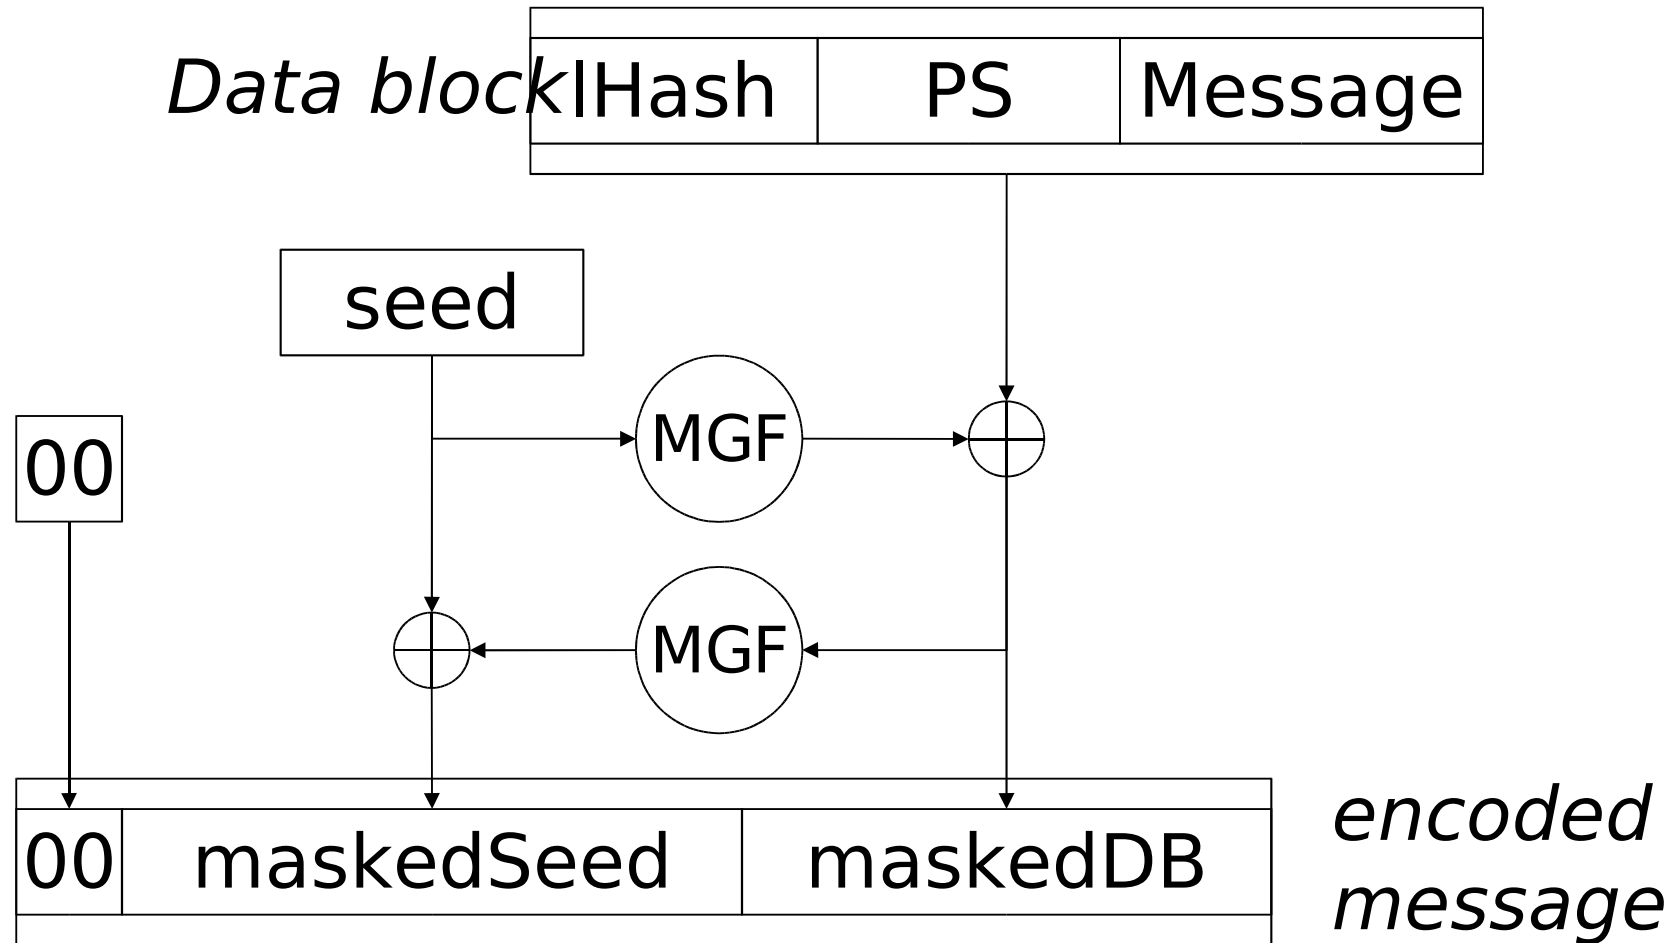 Data block lHash PS Message
seed
MGF
00
MGF
00 maskedSeed maskedDB
encoded
message